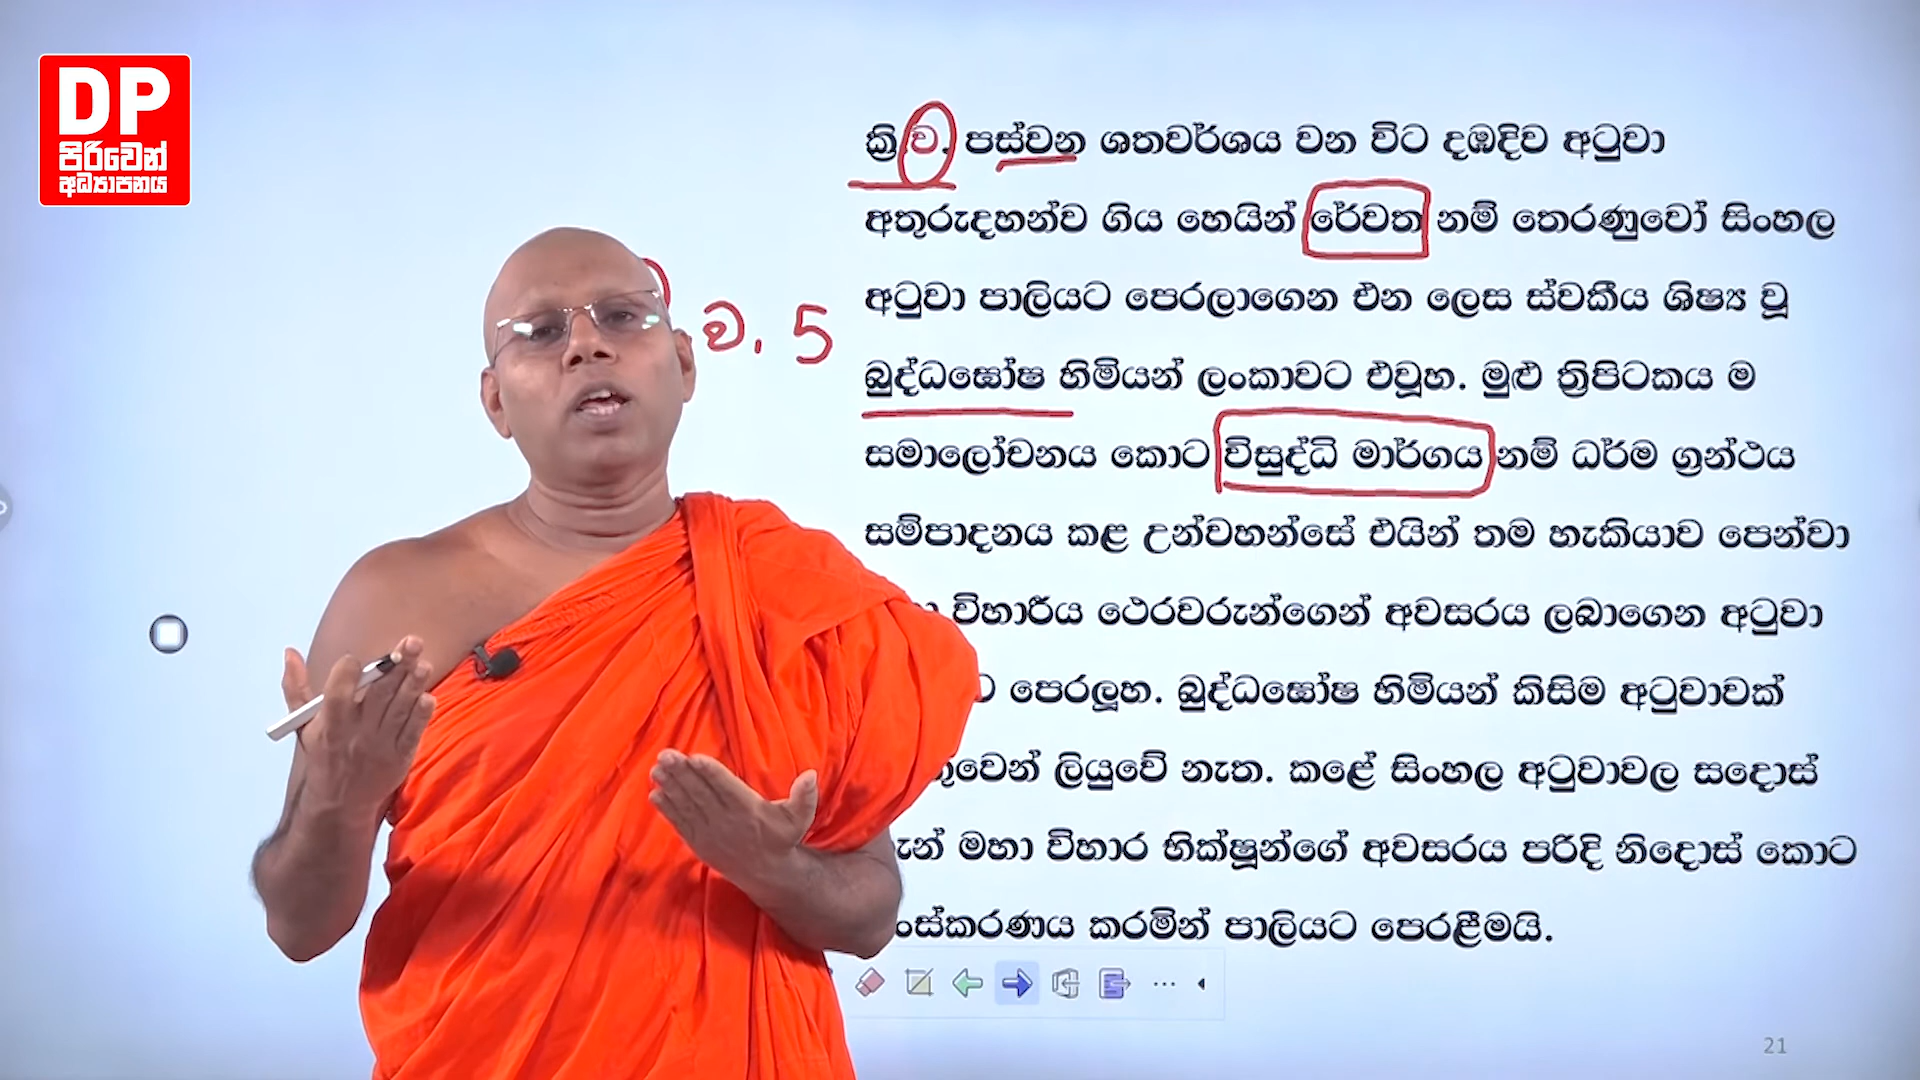 DP
පිරිවෙන්
අධ්‍යාපනය
ක්‍රි.ව. පස්වන ශතවර්ශය වන විට දඹදිව අටුවා
අතුරුදහන්ව ගිය හෙයින් රේවත නම් තෙරණුවෝ සිංහල
අටුවා පාලියට පෙරලාගෙන එන ලෙස ස්වකීය ශිෂ්‍ය වූ
බුද්ධඝෝෂ හිමියන් ලංකාවට එවූහ. මුළු ත්‍රිපිටකය ම
සමාලෝචනය කොට විසුද්ධි මාර්ගය නම් ධර්ම ග්‍රන්ථය
සම්පාදනය කළ උන්වහන්සේ එයින් තම හැකියාව පෙන්වා
විහාරීය ථෙරවරුන්ගෙන් අවසරය ලබාගෙන අටුවා
පෙරලූහ. බුද්ධඝෝෂ හිමියන් කිසිම අටුවාවක්
ලියුවේ නැත. කළේ සිංහල අටුවාවල සදොස්
මහා විහාර භික්ෂූන්ගේ අවසරය පරිදි නිදොස් කොට
කරමින් පාලියට පෙරළීමයි.
ව. 5
21